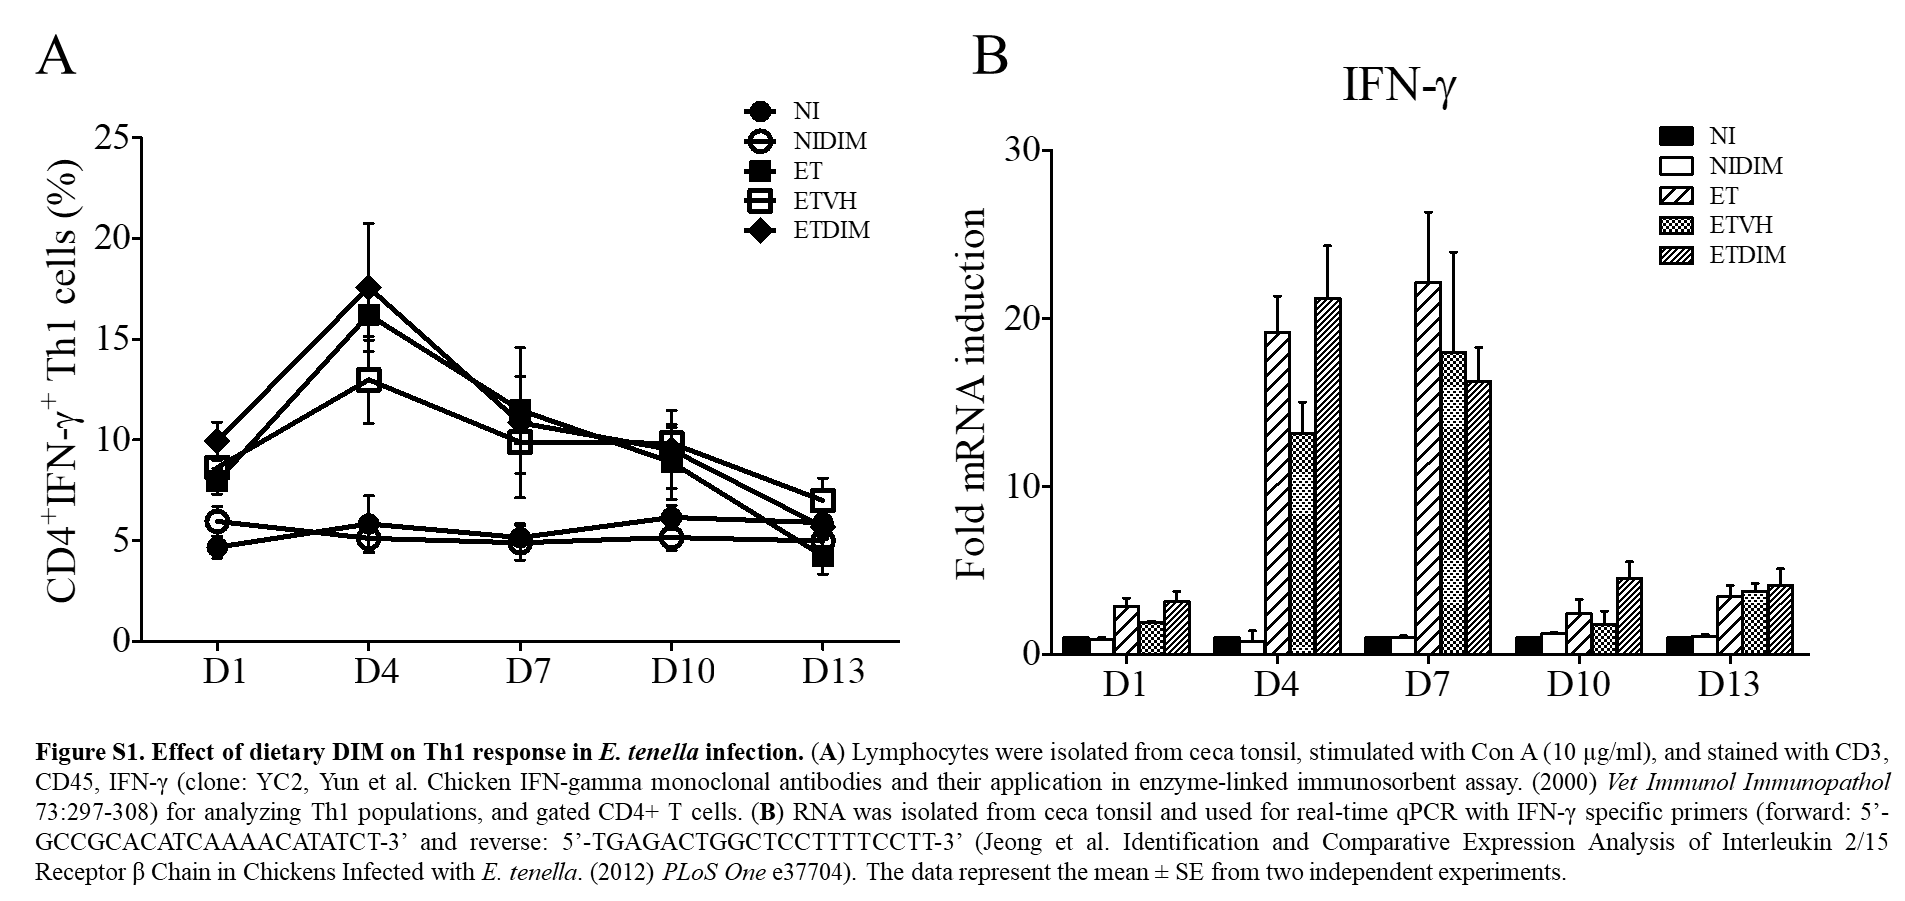 A
CD4+IFN-γ+ Th1 cells (%)
25
20
15
10
5
0
D1 D4 D7 D10 D13
NI
NIDIM
ET
ETVH
ETDIM
B
IFN-γ
Fold mRNA induction
30
20
10
0
D1 D4 D7 D10 D13
NI
NIDIM
ET
ETVH
ETDIM
Figure S1. Effect of dietary DIM on Th1 response in E. tenella infection. (A) Lymphocytes were isolated from ceca tonsil, stimulated with Con A (10 µg/ml), and stained with CD3,
CD45, IFN-γ (clone: YC2, Yun et al. Chicken IFN-gamma monoclonal antibodies and their application in enzyme-linked immunosorbent assay. (2000) Vet Immunol Immunopathol
73:297-308) for analyzing Th1 populations, and gated CD4+ T cells. (B) RNA was isolated from ceca tonsil and used for real-time qPCR with IFN-γ specific primers (forward: 5’-
GCCGCACATCAAAACATATCT-3’ and reverse: 5’-TGAGACTGGCTCCTTTTCCTT-3’ (Jeong et al. Identification and Comparative Expression Analysis of Interleukin 2/15
Receptor β Chain in Chickens Infected with E. tenella. (2012) PLoS One e37704). The data represent the mean ± SE from two independent experiments.